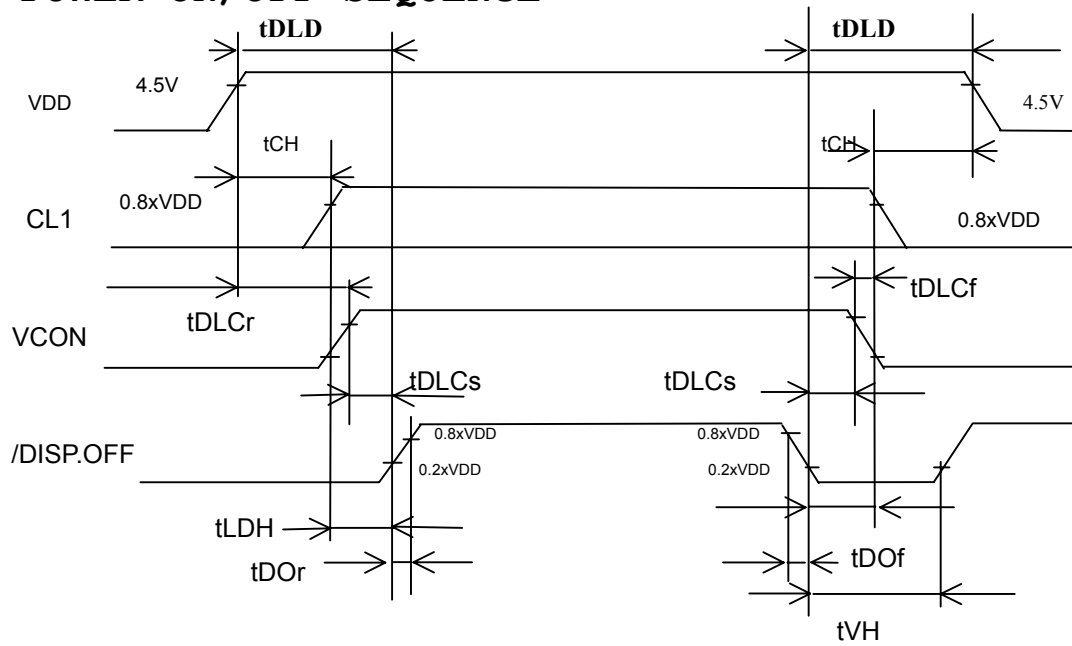 POWER ON/OFF SEQUENCE
tDLD tDLD
4.5V
VDD
4.5V
tCH tCH
0.8xVDD
CL1
0.8xVDD
tDLCf
tDLCr
VCON
tDLCs tDLCs
0.8xVDD 0.8xVDD
/DISP.OFF
0.2xVDD 0.2xVDD
tLDH
tDOr tDOf
tVH